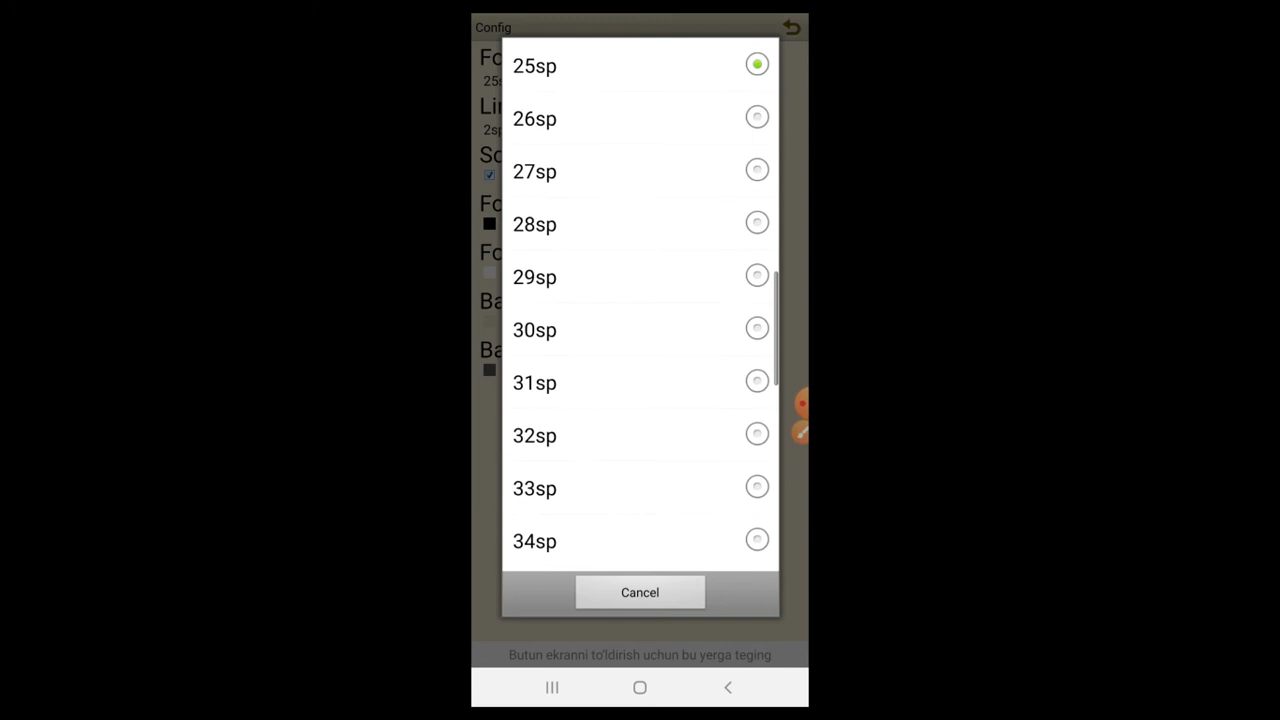 Config
25sp
26sp
27sp
28sp
29sp
30sp
31sp
32sp
33sp
34sp
Cancel
Butun ekranni to'ldirish uchun bu yerga teging